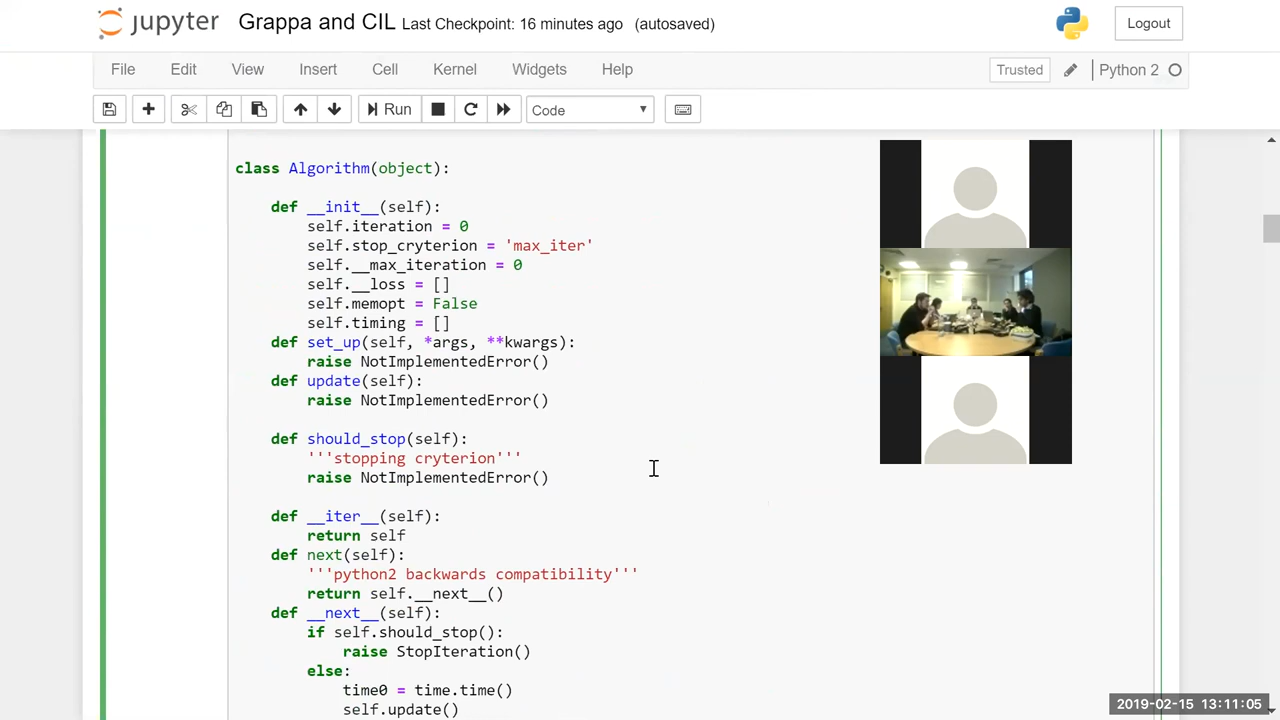 jupyter Grappa and CIL Last Checkpoint: 16 minutes ago (autosaved) Logout
File Edit View Insert Cell Kernel Widgets Help Trusted Python 2
Run Code
class Algorithm(object):
def __init__(self):
self.iteration = 0
self.stop_cryterion = 'max_iter'
self.__max_iteration = 0
self.__loss = []
self.memopt = False
self.timing = []
def set_up(self, *args, **kwargs):
raise NotImplementedError()
def update(self):
raise NotImplementedError()
def should_stop(self):
'''stopping cryterion'''
raise NotImplementedError()
def __iter__(self):
return self
def next(self):
'''python2 backwards compatibility'''
return self.__next__()
def __next__(self):
if self.should_stop():
raise StopIteration()
else:
time0 = time.time()
self.update()
2019-02-15 13:11:05